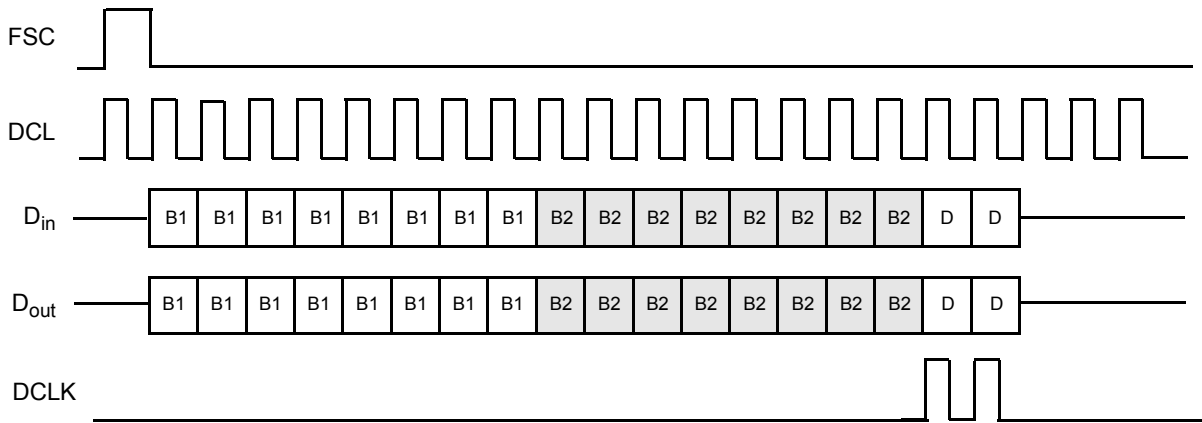 FSC
DCL
Din B1 B1 B1 B1 B1 B1 B1 B1 B2 B2 B2 B2 B2 B2 B2 B2 D D
Dout B1 B1 B1 B1 B1 B1 B1 B1 B2 B2 B2 B2 B2 B2 B2 B2 D D
DCLK